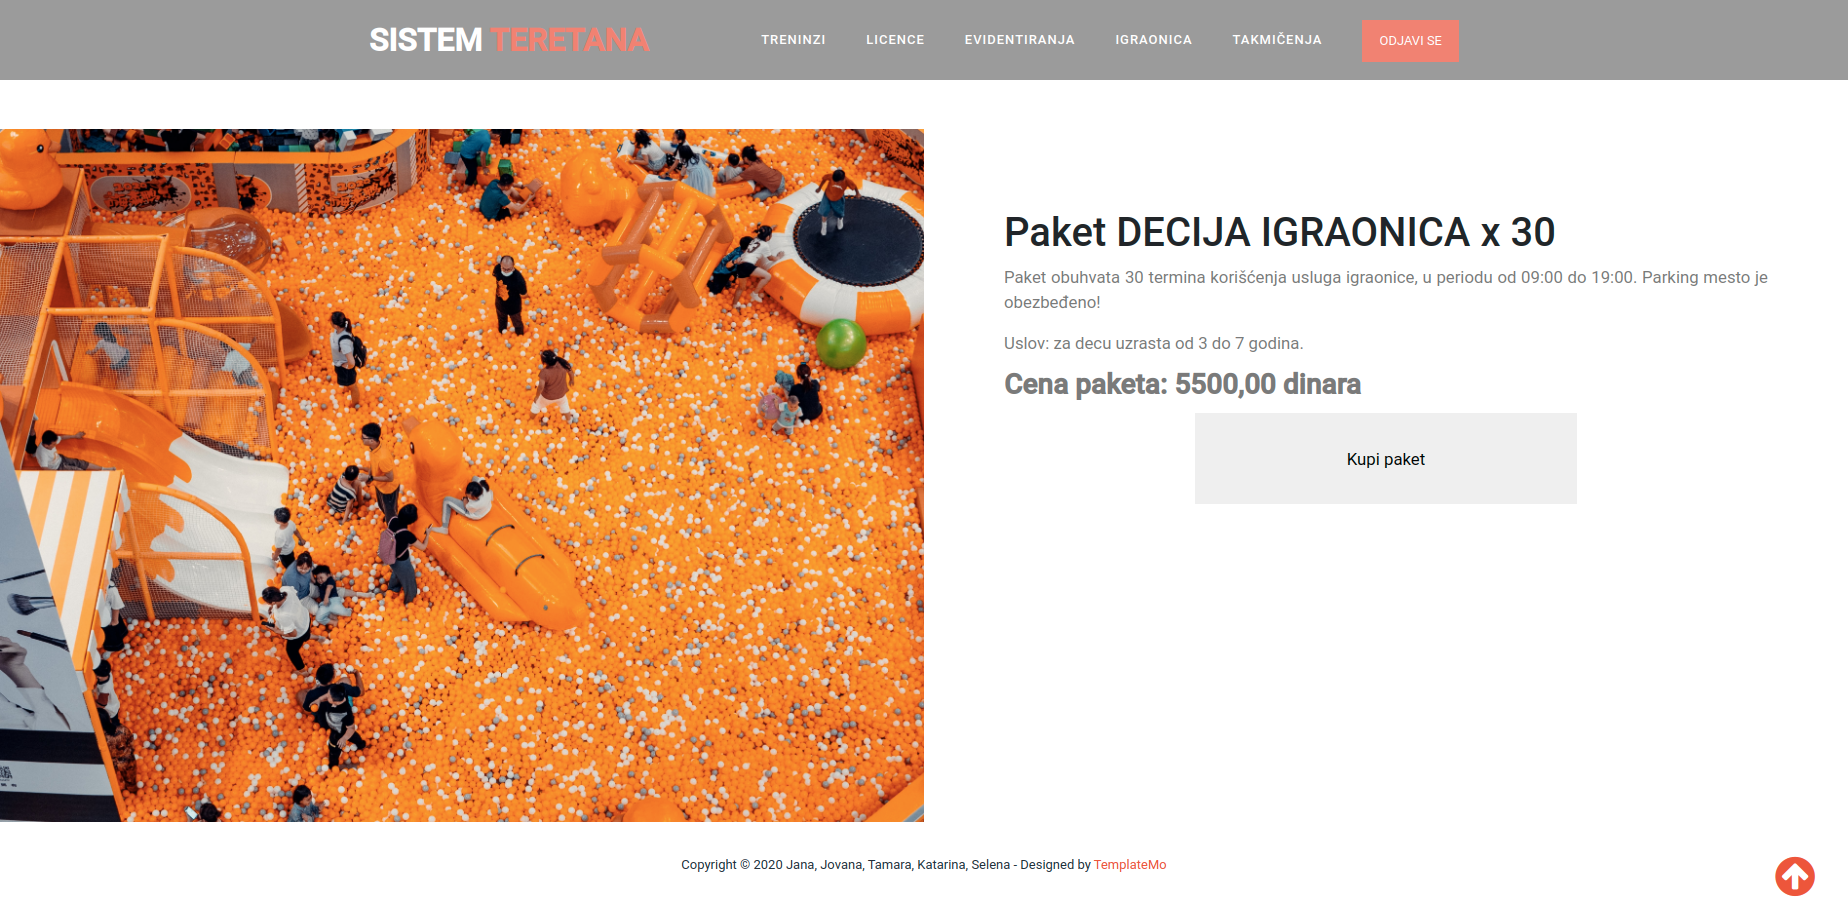 SISTEM TERETANA
TRENINZI LICENCE EVIDENTIRANJA IGRAONICA TAKMIČENJA ODJAVI SE
Paket DECIJA IGRAONICA x 30
Paket obuhvata 30 termina korišćenja usluga igraonice, u periodu od 09:00 do 19:00. Parking mesto je
obezbeđeno!
Uslov: za decu uzrasta od 3 do 7 godina.
Cena paketa: 5500,00 dinara
Kupi paket
Copyright © 2020 Jana, Jovana, Tamara, Katarina, Selena - Designed by TemplateMo